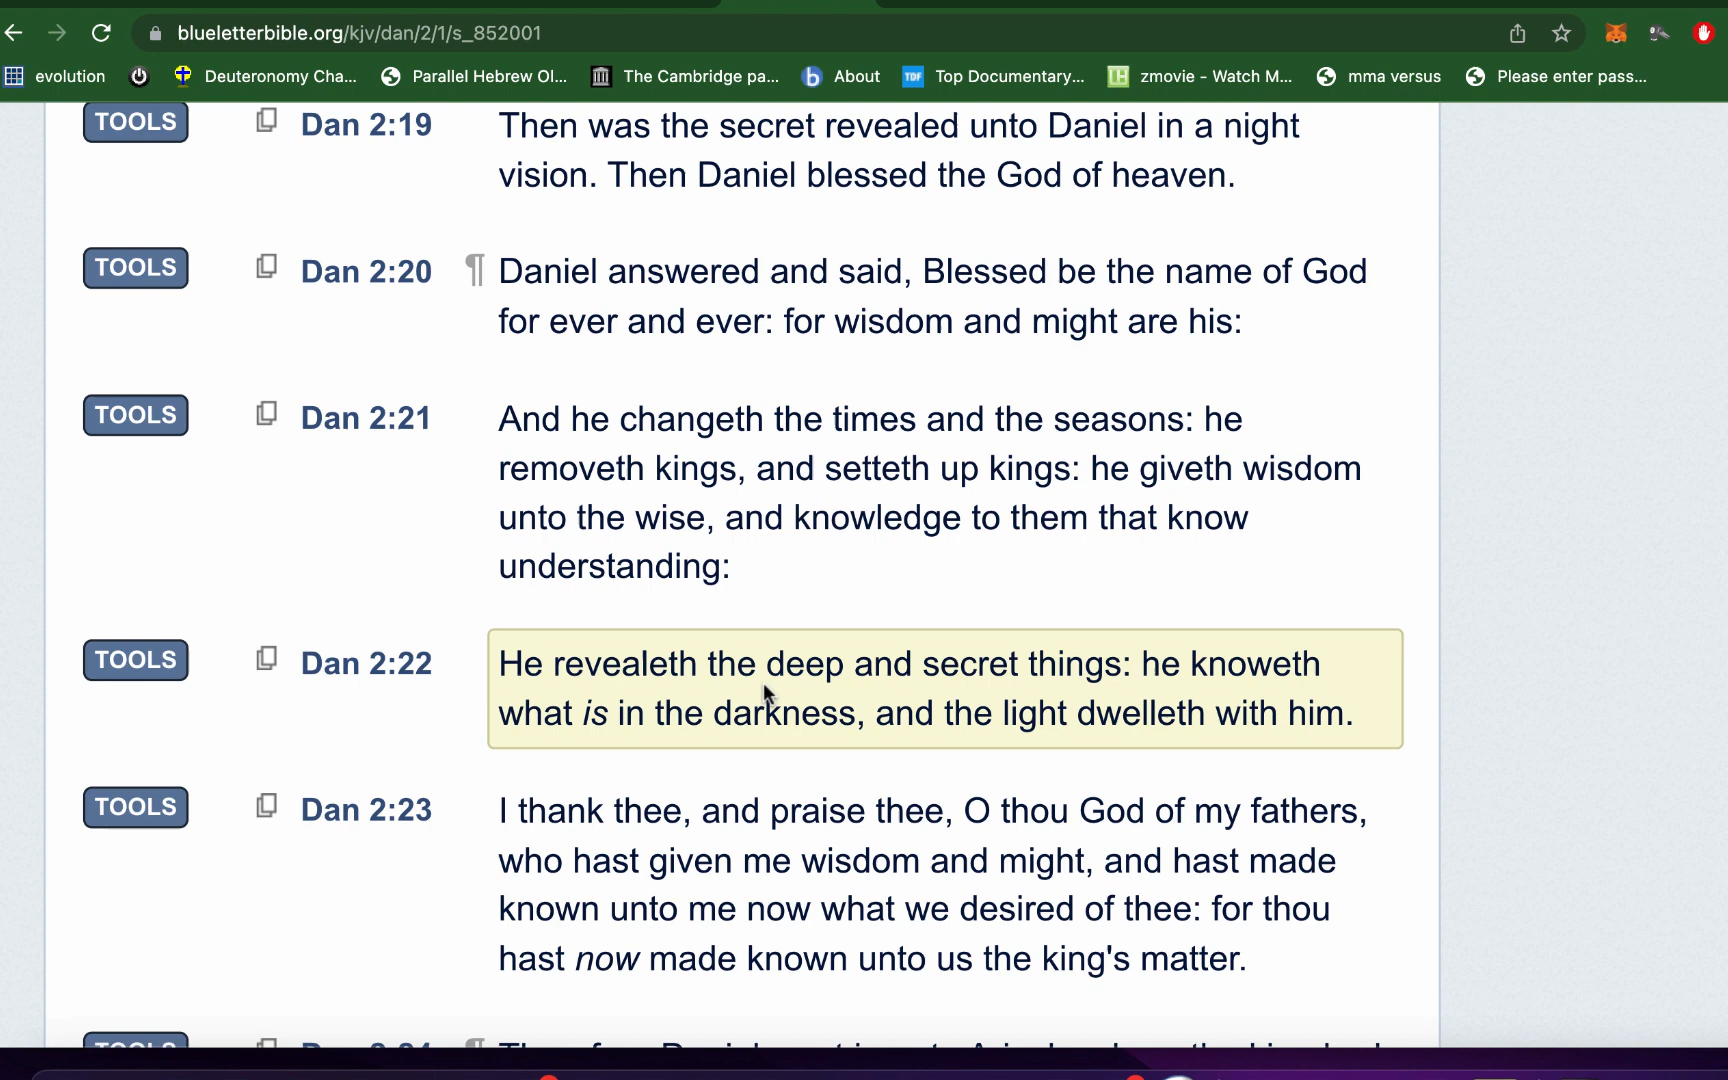 blueletterbible.org/kjv/dan/2/1/s_852001
evolution Deuteronomy Cha... Parallel Hebrew Ol... The Cambridge pa... b About TDF Top Documentary... zmovie - Watch M... mma versus Please enter pass...
TOOLS Dan 2:19 Then was the secret revealed unto Daniel in a night
vision. Then Daniel blessed the God of heaven.
TOOLS Dan 2:20 ¶ Daniel answered and said, Blessed be the name of God
for ever and ever: for wisdom and might are his:
TOOLS Dan 2:21 And he changeth the times and the seasons: he
removeth kings, and setteth up kings: he giveth wisdom
unto the wise, and knowledge to them that know
understanding:
TOOLS Dan 2:22 He revealeth the deep and secret things: he knoweth
what is in the darkness, and the light dwelleth with him.
TOOLS Dan 2:23 I thank thee, and praise thee, O thou God of my fathers,
who hast given me wisdom and might, and hast made
known unto me now what we desired of thee: for thou
hast now made known unto us the king's matter.
TOOLS Dan 2:24 ¶